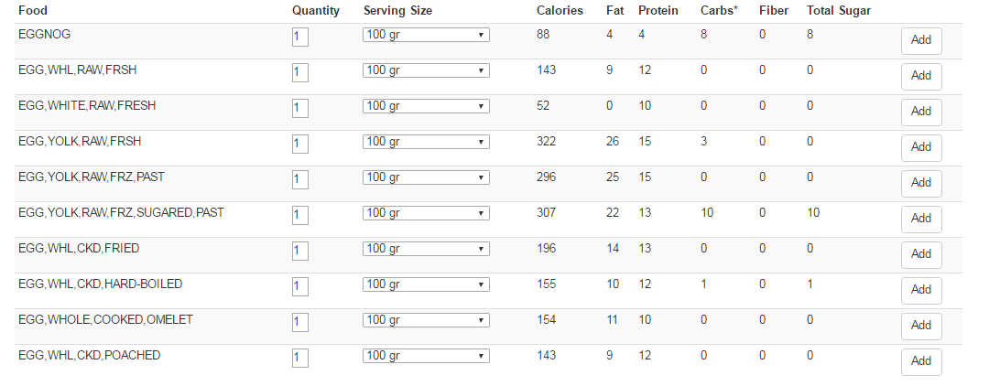 Food Quantity Serving Size Calories Fat Protein Carbs* Fiber Total Sugar
EGGNOG 1 100 gr 88 4 4 8 0 8 Add
EGG,WHL,RAW,FRSH 1 100 gr 143 9 12 0 0 0 Add
EGG,WHITE,RAW,FRESH 1 100 gr 52 0 10 0 0 0 Add
EGG,YOLK,RAW,FRSH 1 100 gr 322 26 15 3 0 0 Add
EGG,YOLK,RAW,FRZ,PAST 1 100 gr 296 25 15 0 0 0 Add
EGG,YOLK,RAW,FRZ,SUGARED,PAST 1 100 gr 307 22 13 10 0 10 Add
EGG,WHL,CKD,FRIED 1 100 gr 196 14 13 0 0 0 Add
EGG,WHL,CKD,HARD-BOILED 1 100 gr 155 10 12 1 0 1 Add
EGG,WHOLE,COOKED,OMELET 1 100 gr 154 11 10 0 0 0 Add
EGG,WHL,CKD,POACHED 1 100 gr 143 9 12 0 0 0 Add